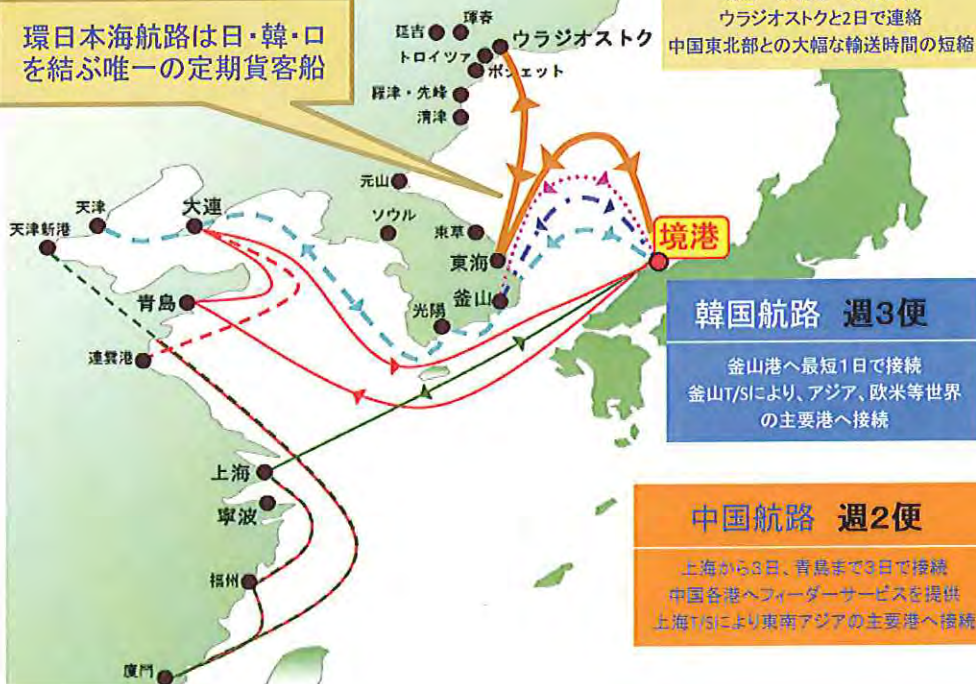 環日本海航路は日・韓・ロ
を結ぶ唯一の定期貨客船
ウラジオストクと2日で連絡
中国東北部との大幅な輸送時間の短縮
琿春
延吉
ウラジオストク
トロイツァ
ポシェット
羅津・先峰
清津
元山
ソウル
束草
東海
釜山
光陽
境港
天津
天津新港
大連
青島
連雲港
上海
寧波
福州
廈門
韓国航路 週3便
釜山港へ最短1日で接続
釜山T/Sにより、アジア、欧米等世界
の主要港へ接続
中国航路 週2便
上海から3日、青島まで3日で接続
中国各港へフィーダーサービスを提供
上海T/Sにより東南アジアの主要港へ接続